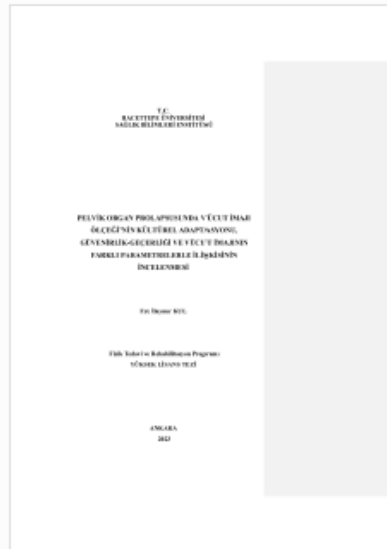 T.C.
HACETTEPE ÜNİVERSİTESİ
SAĞLIK BİLİMLERİ ENSTİTÜSÜ
PELVİK ORGAN PROLAPSUSUNDA VÜCUT İMAJI
ÖLÇEĞİ'NİN KÜLTÜREL ADAPTASYONU,
GÜVENİRLİK-GEÇERLİĞİ VE VÜCUT İMAJININ
FARKLI PARAMETRELERLE İLİŞKİSİNİN
İNCELENMESİ
Fizik Tedavi ve Rehabilitasyon Programı
YÜKSEK LİSANS TEZİ
ANKARA
2023